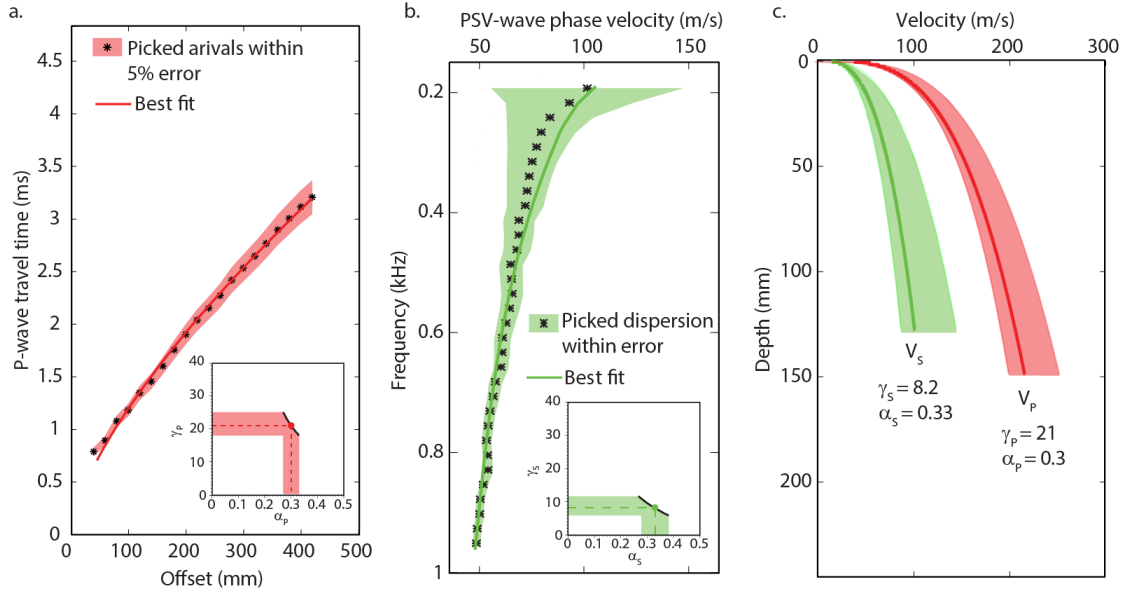 a.
P-wave travel time (ms)
4.5
4
3.5
3
2.5
2
1.5
1
0.5
0
Picked arivals within
5% error
Best fit
γP
40
30
20
10
0
0 0.1 0.2 0.3 0.4 0.5
αP
0 100 200 300 400 500
Offset (mm)
b.
PSV-wave phase velocity (m/s)
50 100 150
Frequency (kHz)
0.2
0.4
0.6
0.8
1
Picked dispersion
within error
Best fit
γS
40
30
20
10
0
0 0.1 0.2 0.3 0.4 0.5
αS
c.
Velocity (m/s)
0 100 200 300
Depth (mm)
0
50
100
150
200
VS
γS = 8.2
αS = 0.33
VP
γP = 21
αP = 0.3